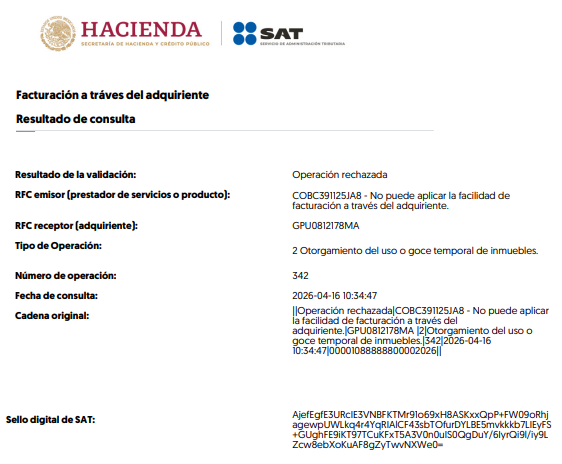 HACIENDA
SECRETARÍA DE HACIENDA Y CRÉDITO PÚBLICO
SAT
SERVICIO DE ADMINISTRACIÓN TRIBUTARIA
Facturación a tráves del adquiriente
Resultado de consulta
Resultado de la validación: Operación rechazada
RFC emisor (prestador de servicios o producto): COBC391125JA8 - No puede aplicar la facilidad de
facturación a través del adquiriente.
RFC receptor (adquiriente): GPU0812178MA
Tipo de Operación: 2 Otorgamiento del uso o goce temporal de inmuebles.
Número de operación: 342
Fecha de consulta: 2026-04-16 10:34:47
Cadena original: ||Operación rechazada|COBC391125JA8 - No puede aplicar
la facilidad de facturación a través del
adquiriente.|GPU0812178MA |2|Otorgamiento del uso o
goce temporal de inmuebles.|342|2026-04-16
10:34:47|00001088888800002026||
Sello digital de SAT: AjefEgfE3URcIE3VNBFKTMr91o69xH8ASKxxQpP+FW09oRhj
agewpUWLkq4r4YqRIAlCF43sbTOfurDYLBE5mvkkkb7LlEyFS
+GUghFE9iKT97TCuKFxT5A3V0n0uIS0QgDuY/6IyrQi9I/iy9L
Zcw8ebXoKuAF8gZyTwvNXWe0=